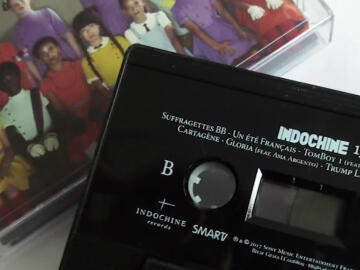 INDOCHINE
SUFFRAGETTES BB - UN ÉTÉ FRANÇAIS - TOMBOY 1 (FEAT
CARTAGÈNE - GLORIA (FEAT. ASIA ARGENTO) - TRUMP L
B
INDOCHINE
records
SMART/
℗ & © 2017 SONY MUSIC ENTERTAINMENT FRA